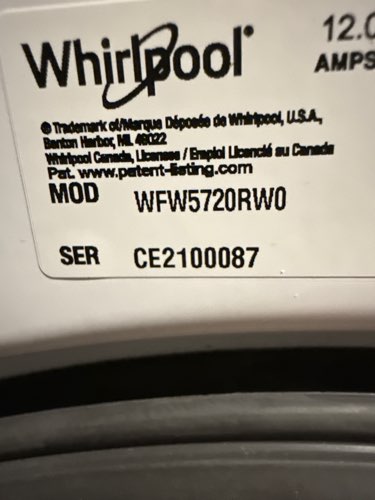 Whirlpool®
12.0
AMPS
® Trademark of/Marque Déposée de Whirlpool, U.S.A.,
Benton Harbor, MI. 49022
Whirlpool Canada, Licensee / Emploi Licencié au Canada
Pat. www.patent-listing.com
MOD WFW5720RW0
SER CE2100087